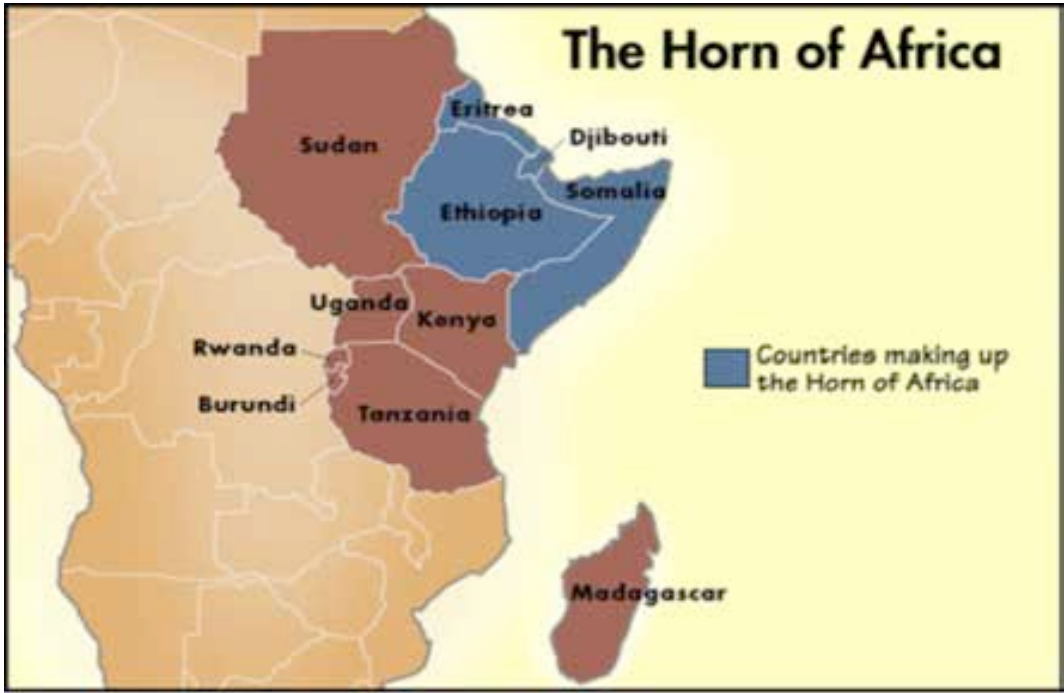 The Horn of Africa
Eritrea
Sudan
Djibouti
Somalia
Ethiopia
Uganda
Kenya
Rwanda
Countries making up
the Horn of Africa
Burundi
Tanzania
Madagascar